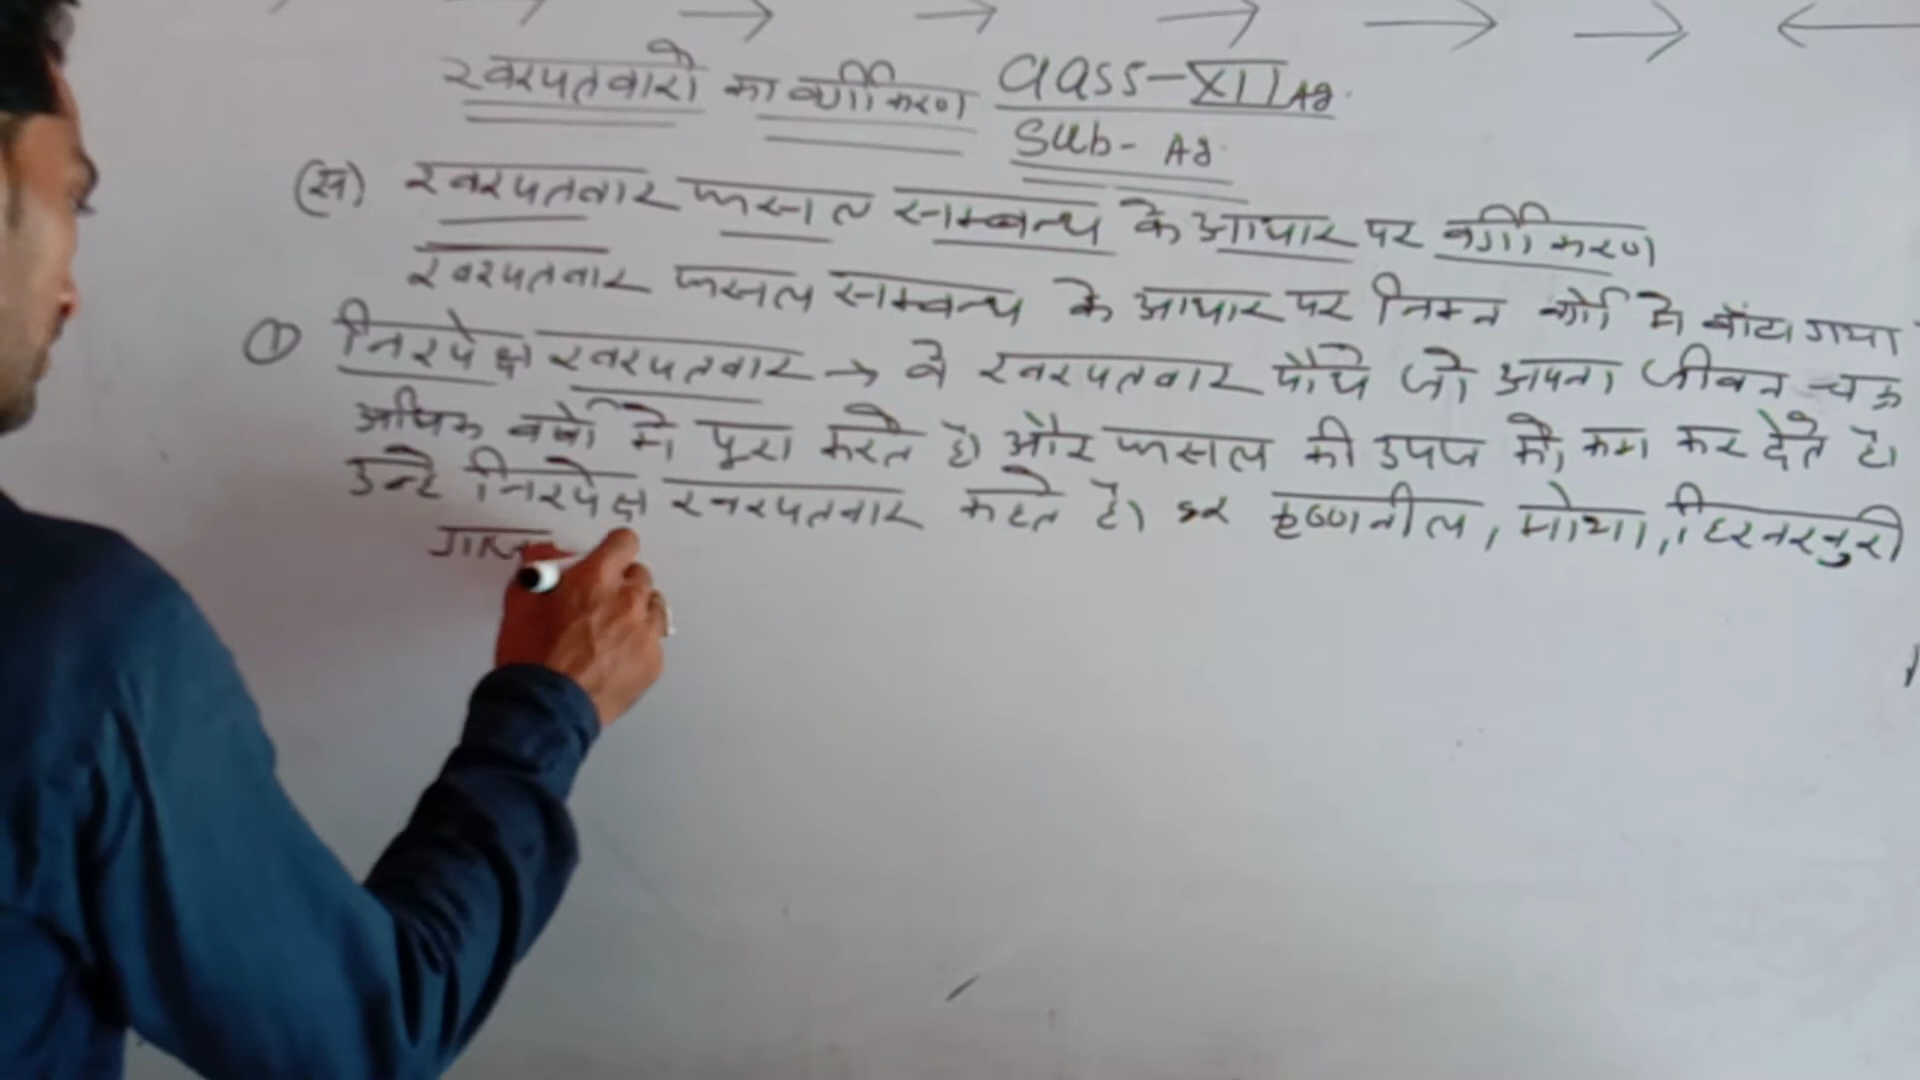 खरपतवारो का वर्गीकरण Class-XII Ag.
Sub- Ag.
(स) खरपतवार फसल सम्बन्ध के आधार पर वर्गीकरण
खरपतवार फसल सम्बन्ध के आधार पर निम्न वर्गो मे बॉटा गया
① निरपेक्ष खरपतवार → वे खरपतवार पौधे जो अपना जीवन चक्र
अधिक वर्षो मे पूरा करते है। और फसल की उपज को कम कर देते है।
उन्हे निरपेक्ष खरपतवार कहते है। कृष्णनील, मोथा, हिरनखुरी
गाज